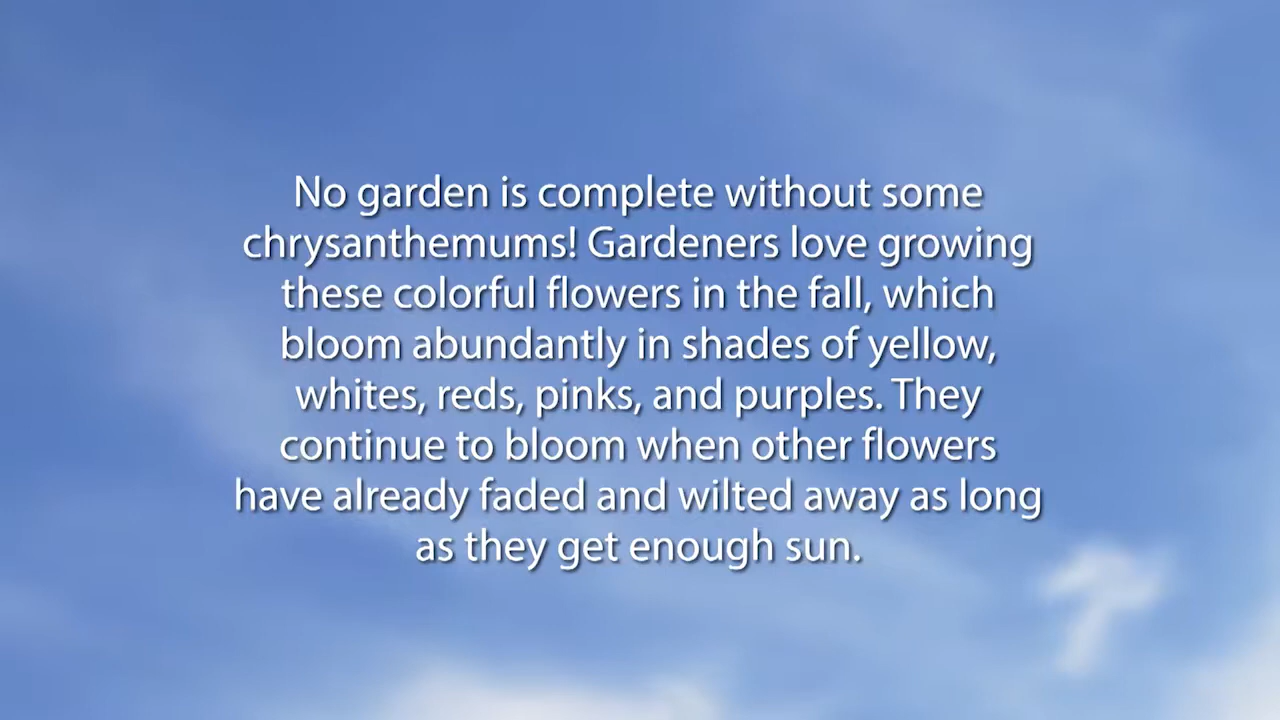 No garden is complete without some
chrysanthemums! Gardeners love growing
these colorful flowers in the fall, which
bloom abundantly in shades of yellow,
whites, reds, pinks, and purples. They
continue to bloom when other flowers
have already faded and wilted away as long
as they get enough sun.